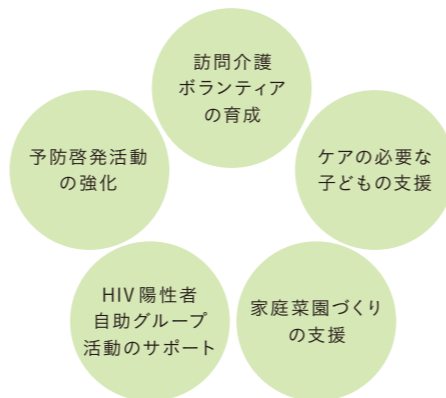 訪問介護
ボランティア
の育成
予防啓発活動
の強化
ケアの必要な
子どもの支援
HIV 陽性者
自助グループ
活動のサポート
家庭菜園づくり
の支援